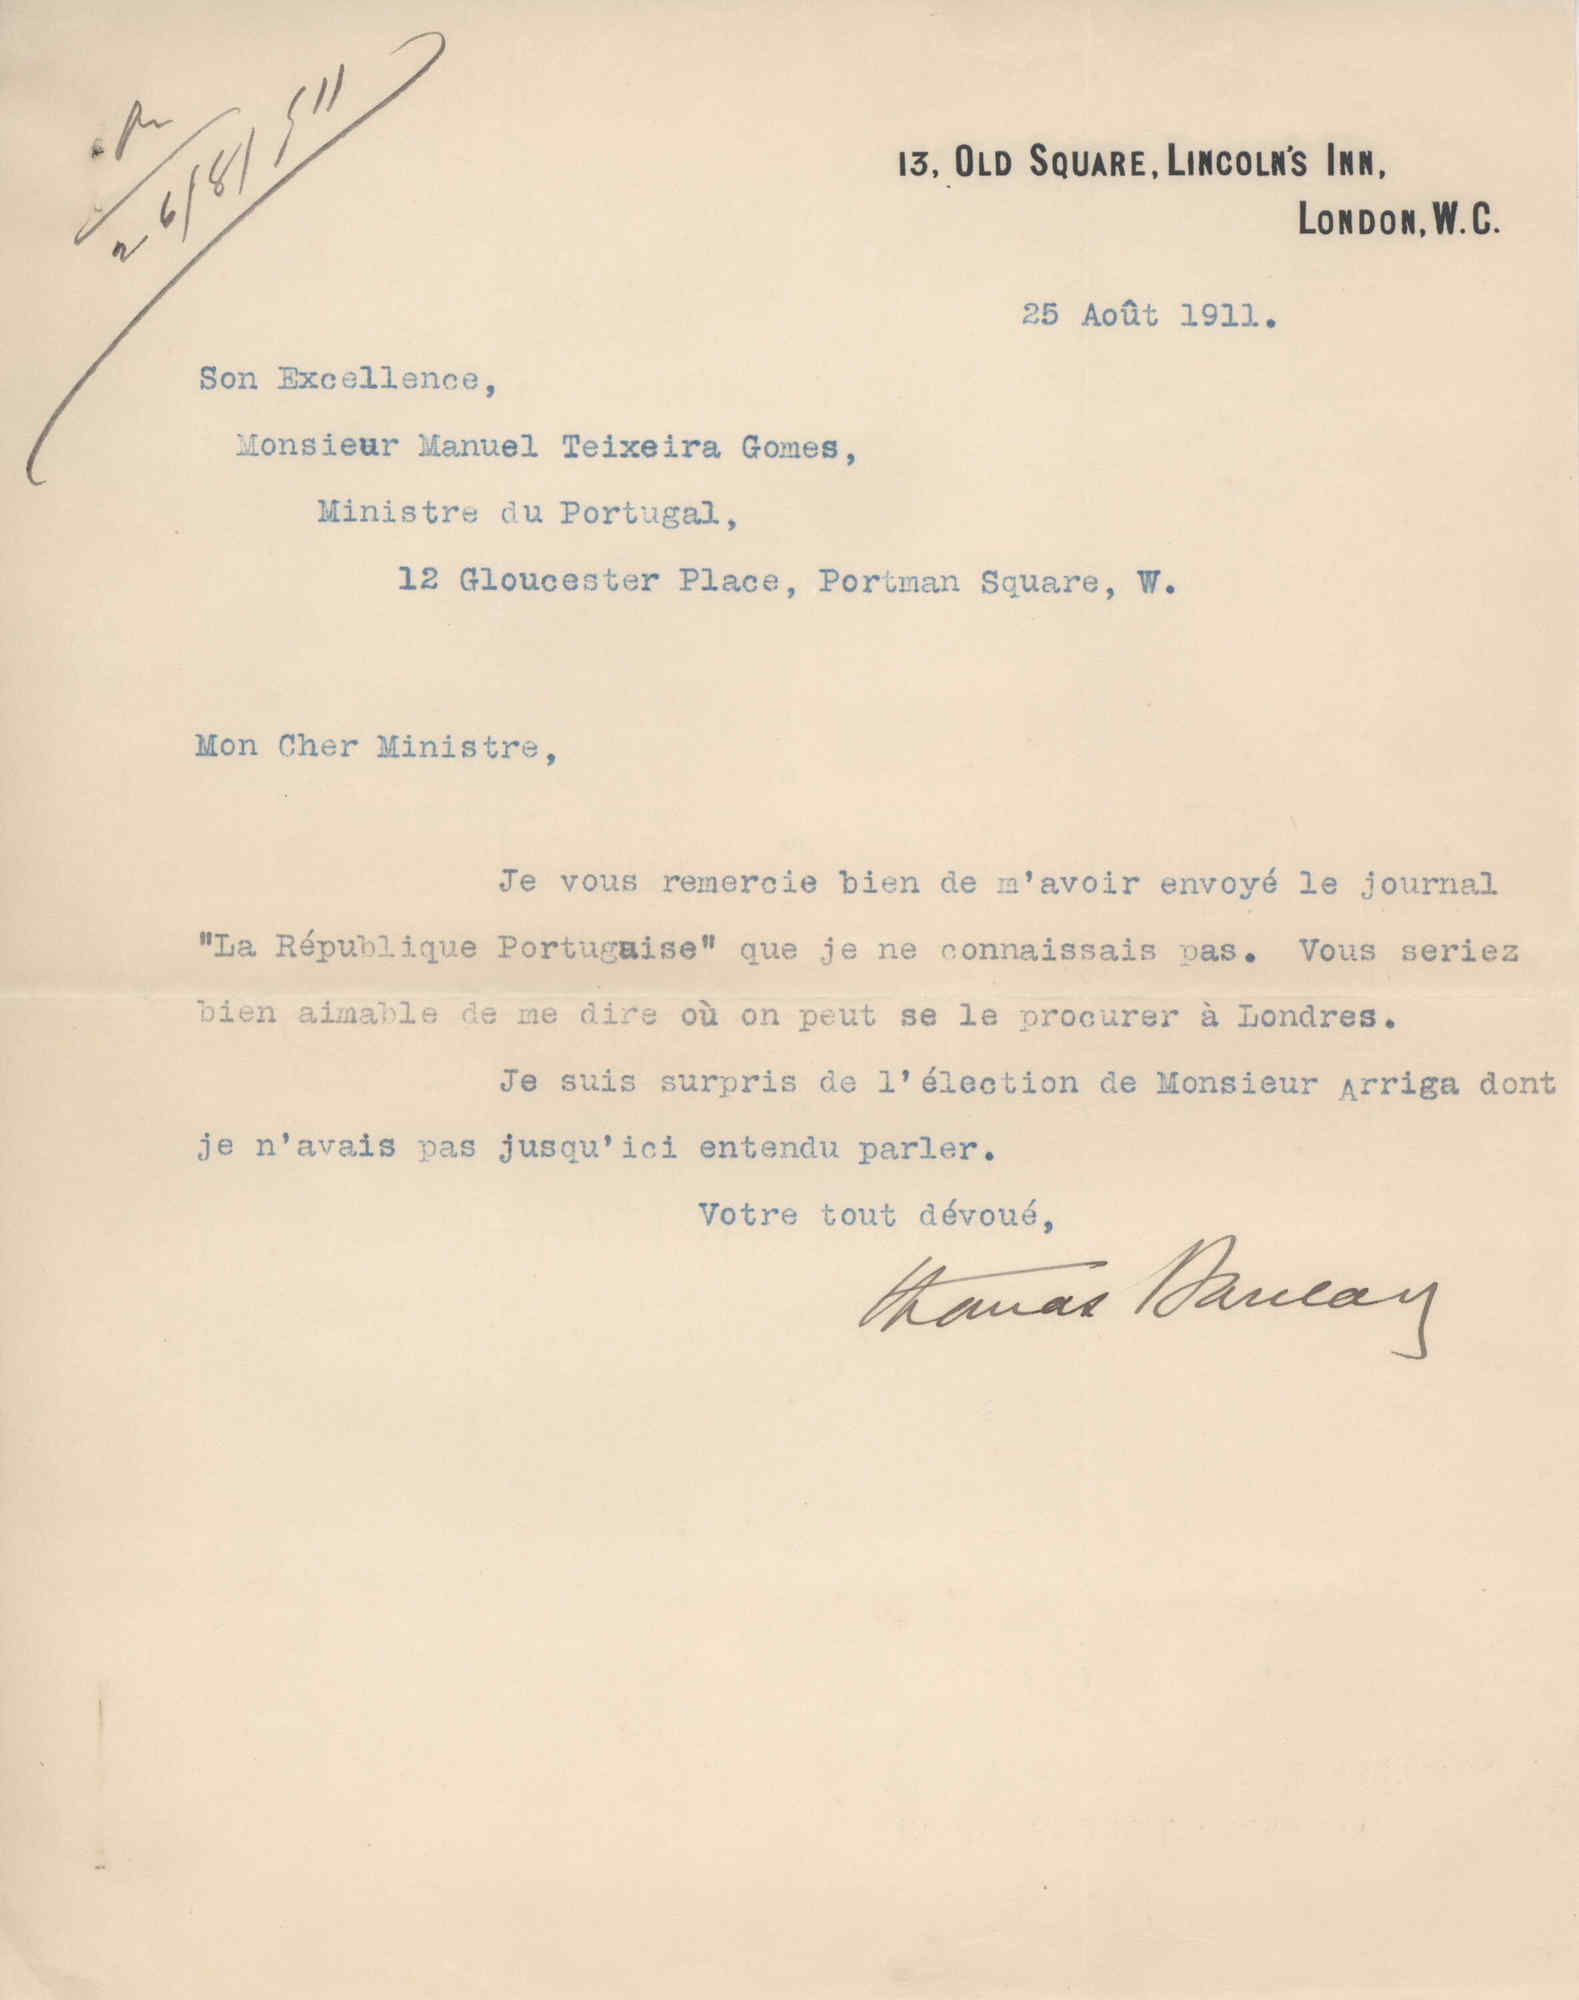 R
26/8/911
13, OLD SQUARE, LINCOLN'S INN,
LONDON, W.C.
25 Août 1911.
Son Excellence,
Monsieur Manuel Teixeira Gomes,
Ministre du Portugal,
12 Gloucester Place, Portman Square, W.
Mon Cher Ministre,
Je vous remercie bien de m'avoir envoyé le journal
"La République Portugaise" que je ne connaissais pas. Vous seriez
bien aimable de me dire où on peut se le procurer à Londres.
Je suis surpris de l'élection de Monsieur Arriga dont
je n'avais pas jusqu'ici entendu parler.
Votre tout dévoué,
Thomas Barclay